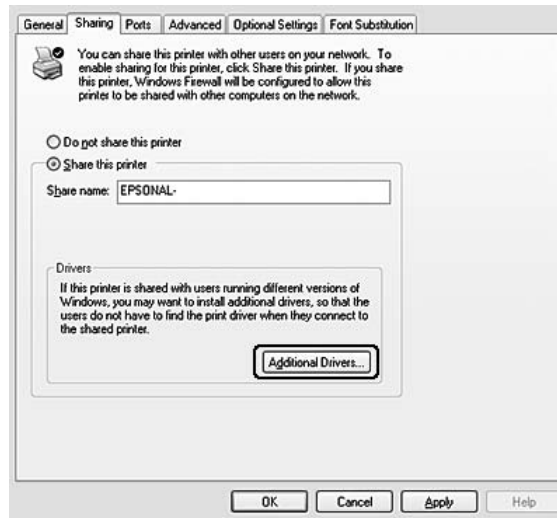 General Sharing Ports Advanced Optional Settings Font Substitution
You can share this printer with other users on your network. To
enable sharing for this printer, click Share this printer. If you share
this printer, Windows Firewall will be configured to allow this
printer to be shared with other computers on the network.
Do not share this printer
Share this printer
Share name: EPSONAL-
Drivers
If this printer is shared with users running different versions of
Windows, you may want to install additional drivers, so that the
users do not have to find the print driver when they connect to
the shared printer.
Additional Drivers...
OK Cancel Apply Help